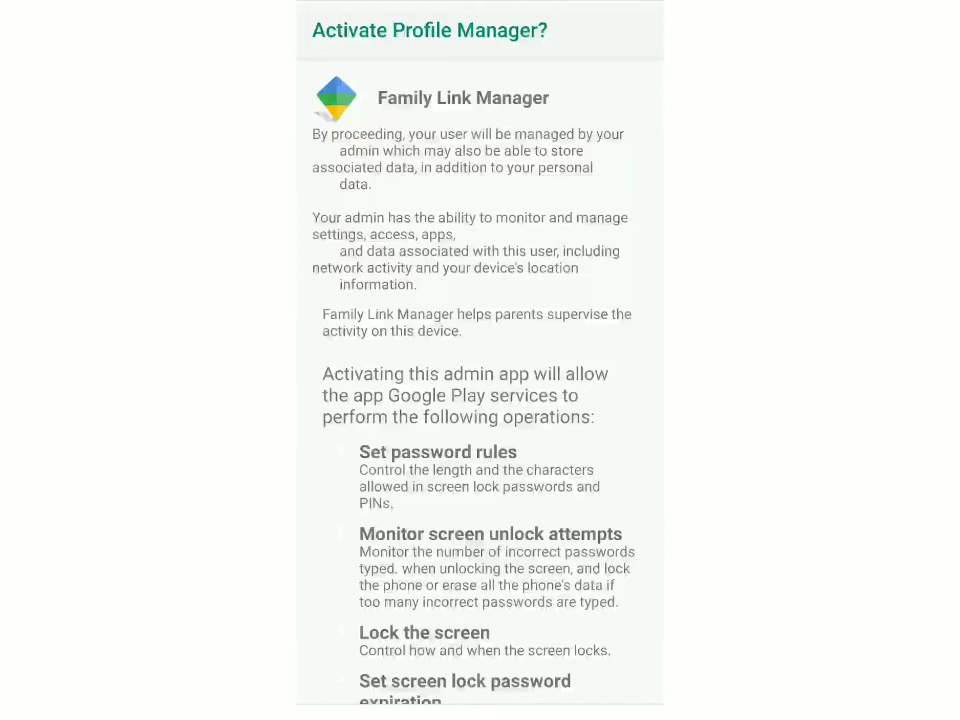 Activate Profile Manager?
Family Link Manager
By proceeding, your user will be managed by your
admin which may also be able to store
associated data, in addition to your personal
data.
Your admin has the ability to monitor and manage
settings, access, apps,
and data associated with this user, including
network activity and your device's location
information.
Family Link Manager helps parents supervise the
activity on this device.
Activating this admin app will allow
the app Google Play services to
perform the following operations:
Set password rules
Control the length and the characters
allowed in screen lock passwords and
PINs.
Monitor screen unlock attempts
Monitor the number of incorrect passwords
typed. when unlocking the screen, and lock
the phone or erase all the phone's data if
too many incorrect passwords are typed.
Lock the screen
Control how and when the screen locks.
Set screen lock password
expiration